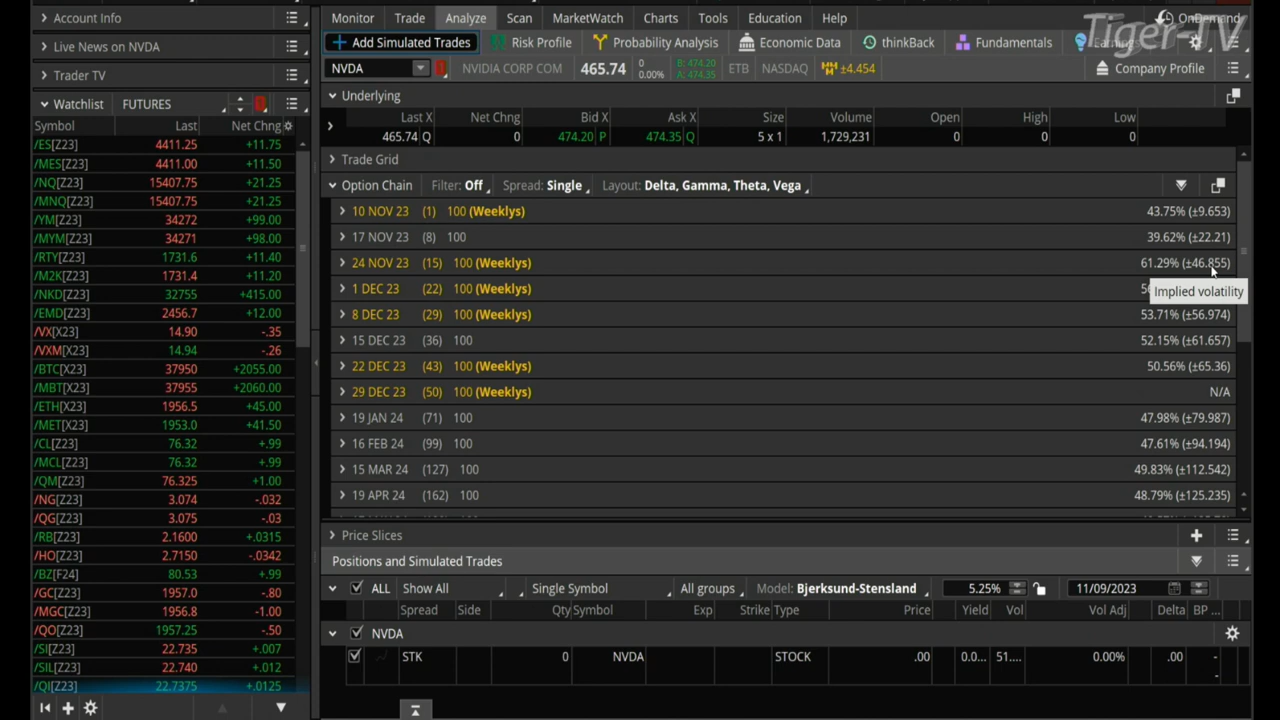 Account Info
Live News on NVDA
Trader TV
Watchlist FUTURES
Symbol Last Net Chng
/ES[Z23] 4411.25 +11.75
/MES[Z23] 4411.00 +11.50
/NQ[Z23] 15407.75 +21.25
/MNQ[Z23] 15407.75 +21.25
/YM[Z23] 34272 +99.00
/MYM[Z23] 34271 +98.00
/RTY[Z23] 1731.6 +11.40
/M2K[Z23] 1731.4 +11.20
/NKD[Z23] 32755 +415.00
/EMD[Z23] 2456.7 +12.00
/VX[X23] 14.90 -.35
/VXM[X23] 14.94 -.26
/BTC[X23] 37950 +2055.00
/MBT[X23] 37955 +2060.00
/ETH[X23] 1956.5 +45.00
/MET[X23] 1953.0 +41.50
/CL[Z23] 76.32 +.99
/MCL[Z23] 76.32 +.99
/QM[Z23] 76.325 +1.00
/NG[Z23] 3.074 -.032
/QG[Z23] 3.075 -.03
/RB[Z23] 2.1600 +.0315
/HO[Z23] 2.7150 -.0342
/BZ[F24] 80.53 +.99
/GC[Z23] 1957.0 -.80
/MGC[Z23] 1956.8 -1.00
/QO[Z23] 1957.25 -.50
/SI[Z23] 22.735 +.007
/SIL[Z23] 22.740 +.012
/QI[Z23] 22.7375 +.0125
Monitor Trade Analyze Scan MarketWatch Charts Tools Education Help OnDemand
Tiger-TV
Add Simulated Trades Risk Profile Probability Analysis Economic Data thinkBack Fundamentals
NVDA NVIDIA CORP COM 465.74 0 0.00% B: 474.20 A: 474.35 ETB NASDAQ ±4.454 Company Profile
Underlying
Last X Net Chng Bid X Ask X Size Volume Open High Low
465.74 Q 0 474.20 P 474.35 Q 5 x 1 1,729,231 0 0 0
Trade Grid
Option Chain Filter: Off Spread: Single Layout: Delta, Gamma, Theta, Vega
10 NOV 23 (1) 100 (Weeklys) 43.75% (±9.653)
17 NOV 23 (8) 100 39.62% (±22.21)
24 NOV 23 (15) 100 (Weeklys) 61.29% (±46.855)
1 DEC 23 (22) 100 (Weeklys)
Implied volatility
8 DEC 23 (29) 100 (Weeklys) 53.71% (±56.974)
15 DEC 23 (36) 100 52.15% (±61.657)
22 DEC 23 (43) 100 (Weeklys) 50.56% (±65.36)
29 DEC 23 (50) 100 (Weeklys) N/A
19 JAN 24 (71) 100 47.98% (±79.987)
16 FEB 24 (99) 100 47.61% (±94.194)
15 MAR 24 (127) 100 49.83% (±112.542)
19 APR 24 (162) 100 48.79% (±125.235)
Price Slices
Positions and Simulated Trades
ALL Show All Single Symbol All groups Model: Bjerksund-Stensland 5.25% 11/09/2023
Spread Side Qty Symbol Exp Strike Type Price Yield Vol Vol Adj Delta BP ...
NVDA
STK 0 NVDA STOCK .00 0.0... 51.... 0.00% .00 -
-